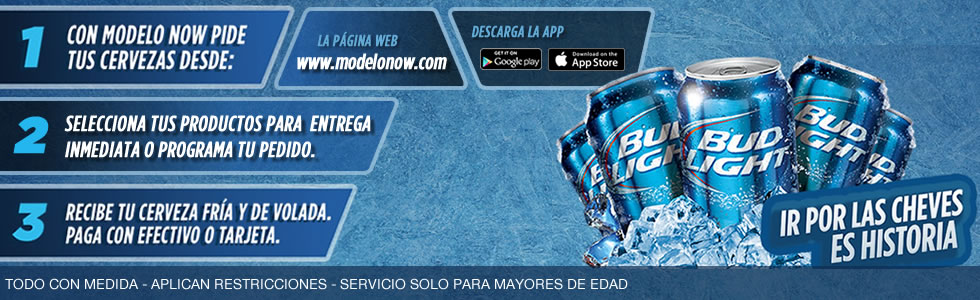 1
CON MODELO NOW PIDE
TUS CERVEZAS DESDE:
LA PÁGINA WEB
www.modelonow.com
DESCARGA LA APP
GET IT ON
Google play
Download on the
App Store
2
SELECCIONA TUS PRODUCTOS PARA ENTREGA
INMEDIATA O PROGRAMA TU PEDIDO.
3
RECIBE TU CERVEZA FRÍA Y DE VOLADA.
PAGA CON EFECTIVO O TARJETA.
BUD
LIGHT
BUD
LIGHT
BUD
LIGHT
IR POR LAS CHEVES
ES HISTORIA
TODO CON MEDIDA - APLICAN RESTRICCIONES - SERVICIO SOLO PARA MAYORES DE EDAD